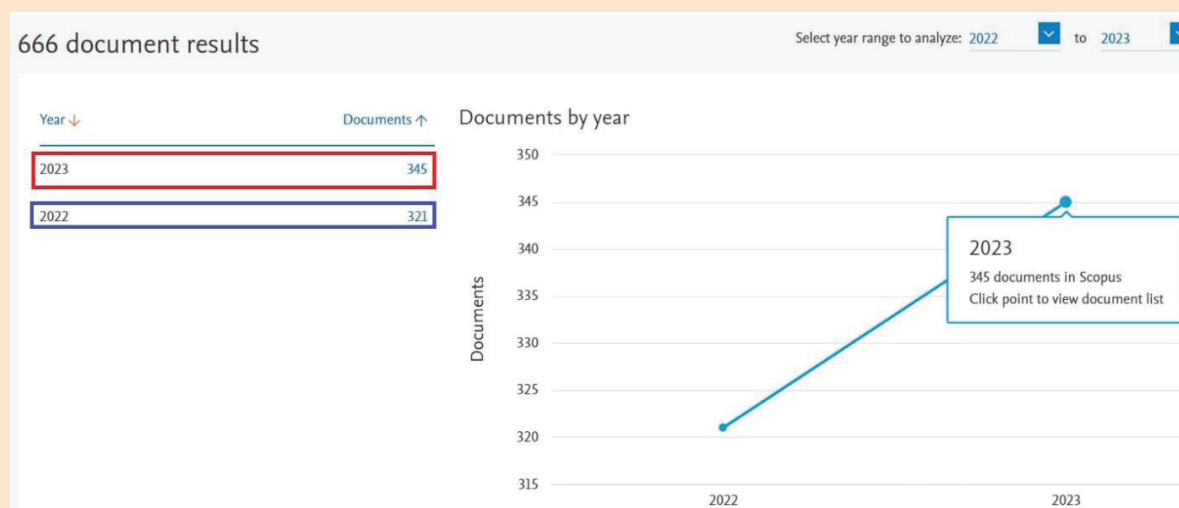 666 document results
Select year range to analyze: 2022 to 2023
Year Documents
2023 345
2022 321
Documents by year
350
345
340
335
330
325
320
315
Documents
2022 2023
2023
345 documents in Scopus
Click point to view document list